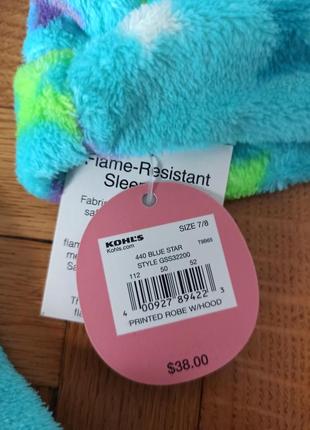 Flame-Resistant
Sleep
Fabric
sa
flam
me
Sa
Th
fla
KOHL'S
Kohls.com
SIZE 7/8
440 BLUE STAR
T9865
STYLE GSS32200
112 50 52
4 00927 89422 3
PRINTED ROBE W/HOOD
$38.00